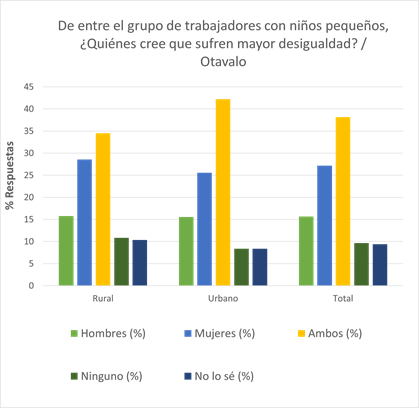 De entre el grupo de trabajadores con niños pequeños,
¿Quiénes cree que sufren mayor desigualdad? /
Otavalo
% Respuestas
45
40
35
30
25
20
15
10
5
0
Rural Urbano Total
Hombres (%) Mujeres (%) Ambos (%)
Ninguno (%) No lo sé (%)